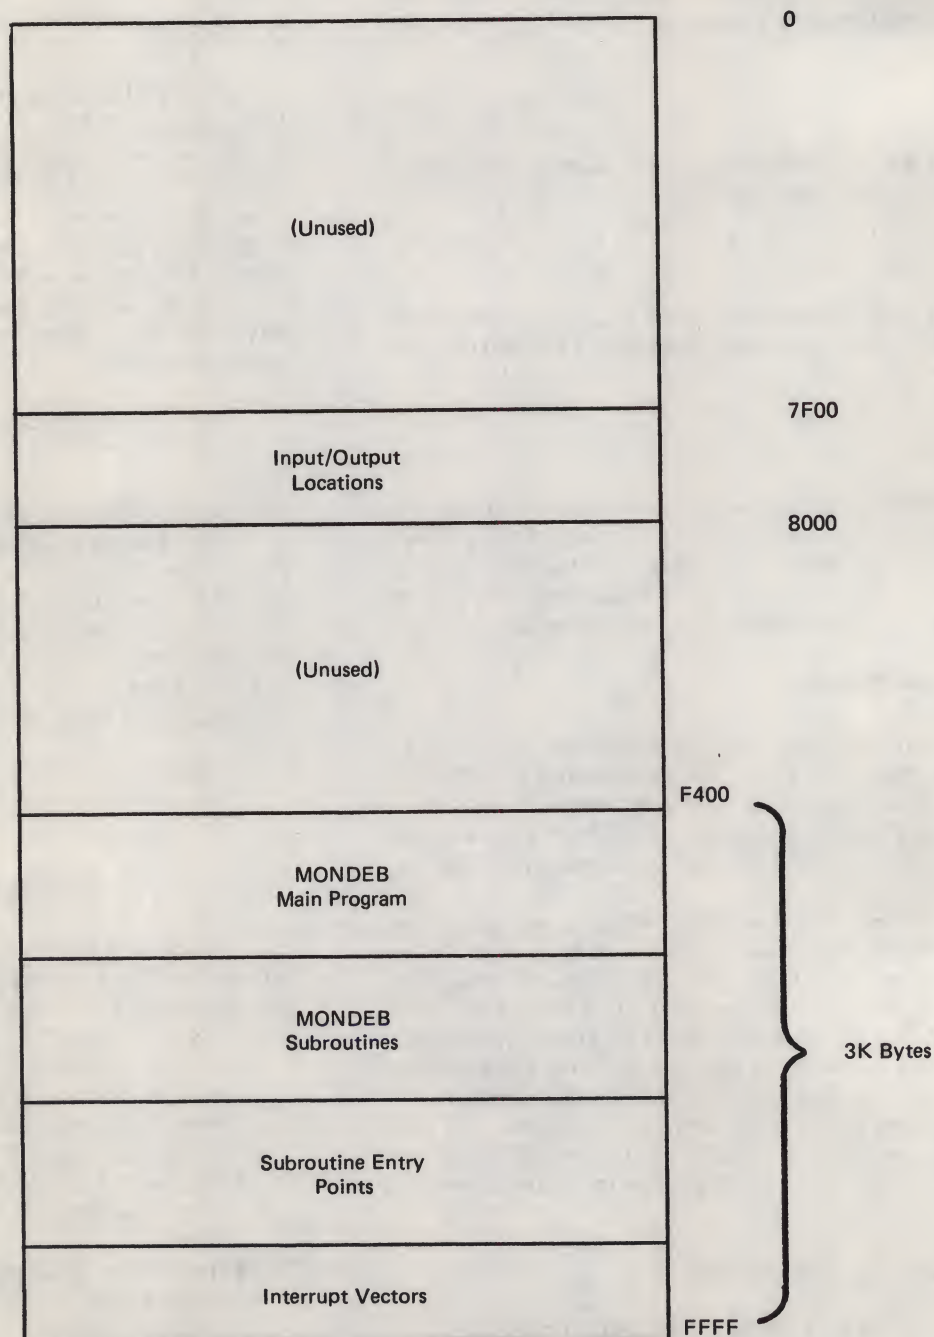 0
(Unused)
7F00
Input/Output
Locations
8000
(Unused)
F400
MONDEB
Main Program
MONDEB
Subroutines
3K Bytes
Subroutine Entry
Points
Interrupt Vectors
FFFF